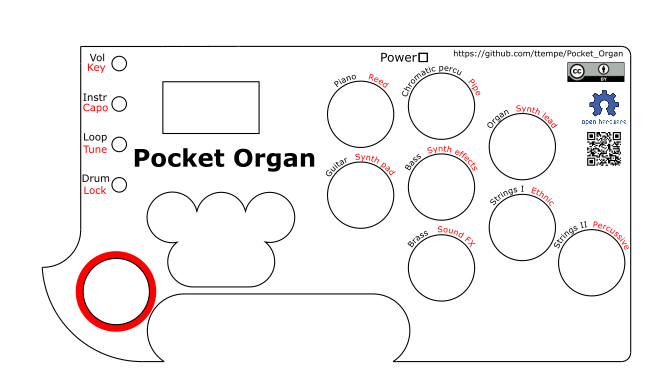 Power
https://github.com/ttempe/Pocket_Organ
Vol
Key
Instr
Capo
Loop
Tune
Drum
Lock
Pocket Organ
Piano Reed
Chromatic percu Pipe
Organ Synth lead
Guitar Synth pad
Bass Synth effects
Strings I Ethnic
Brass Sound FX
Strings II Percussive
cc
BY
open hardware